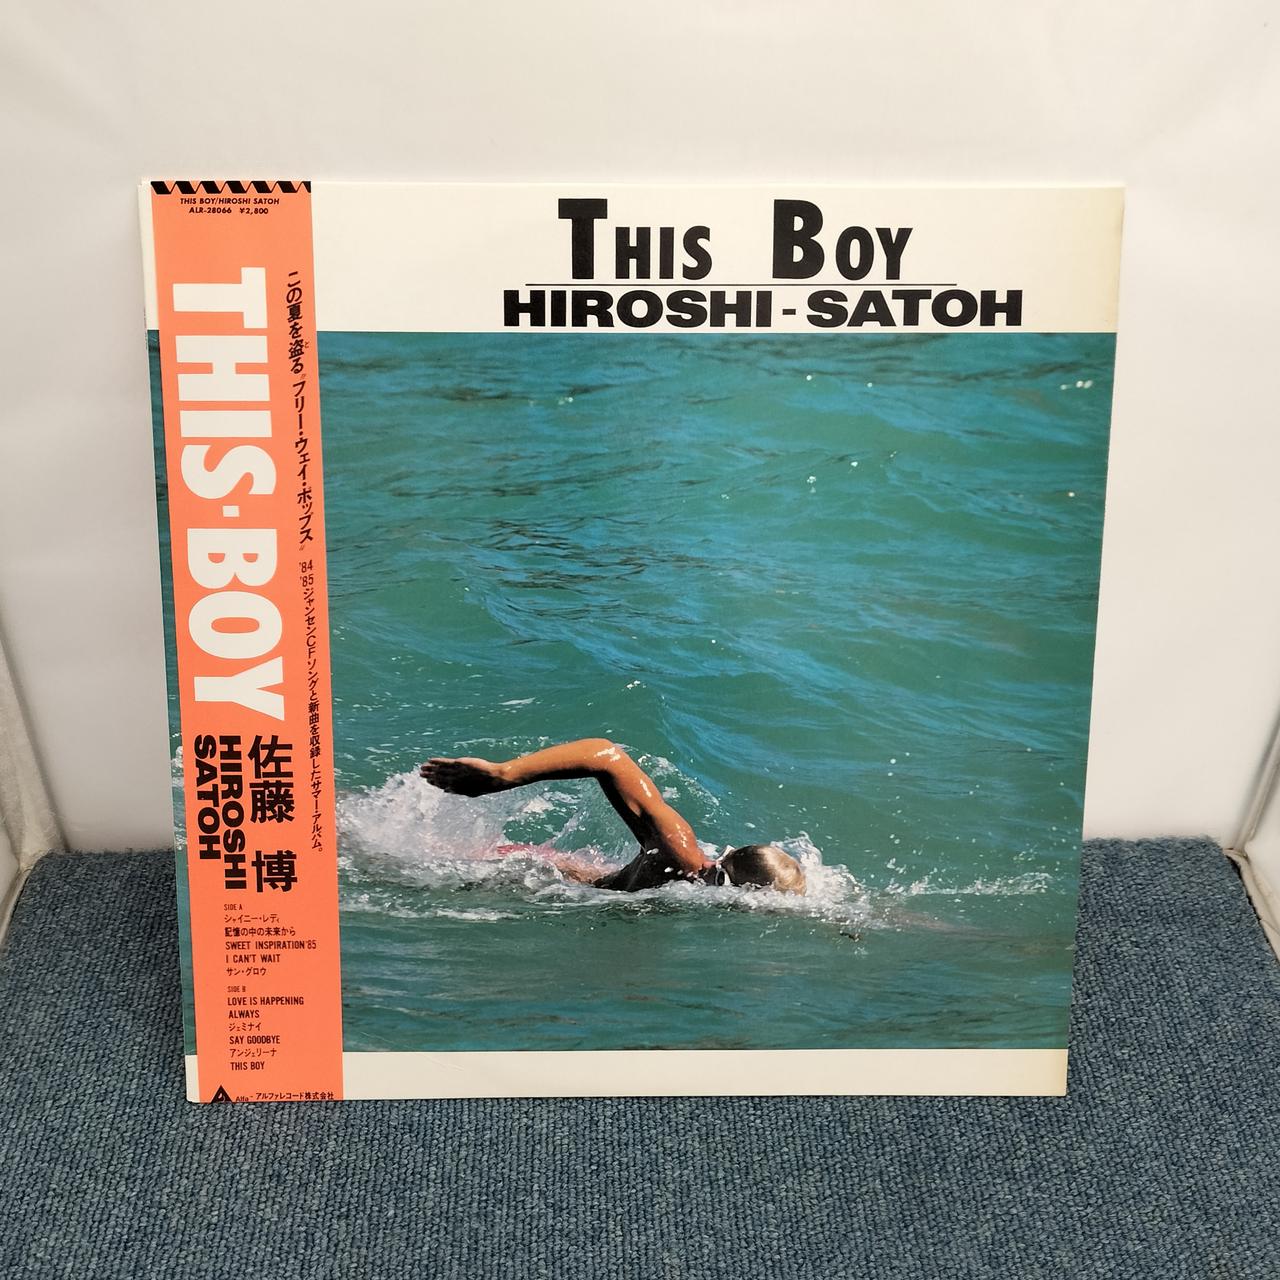 THIS BOY/HIROSHI SATOH
ALR-28066 ¥2,800
THIS BOY
HIROSHI-SATOH
この夏を盗る“フリー・ウェイ・ポップス”
'84 '85ジャンセンCFソングと新曲を収録したサマー・アルバム。
THIS·BOY
佐藤 博
HIROSHI
SATOH
SIDE A
シャイニー・レディ
記憶の中の未来から
SWEET INSPIRATION'85
I CAN'T WAIT
サン・グロウ
SIDE B
LOVE IS HAPPENING
ALWAYS
ジェミナイ
SAY GOODBYE
アンジェリーナ
THIS BOY
Alfa アルファレコード株式会社